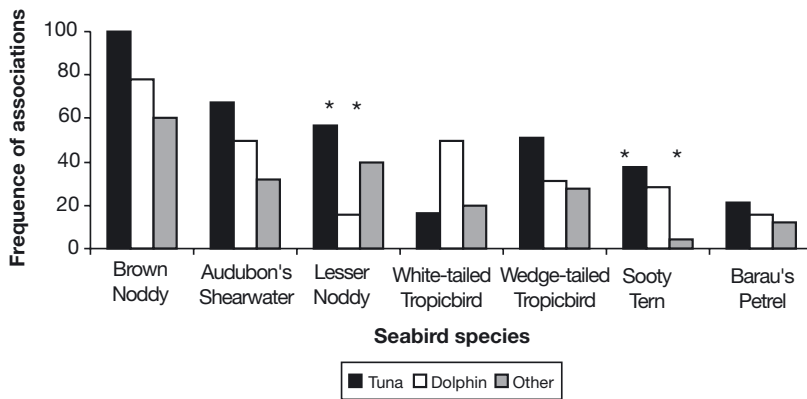 Frequence of associations
100
80
60
40
20
0
* * * *
Brown Noddy
Audubon's Shearwater
Lesser Noddy
White-tailed Tropicbird
Wedge-tailed Tropicbird
Sooty Tern
Barau's Petrel
Seabird species
Tuna Dolphin Other